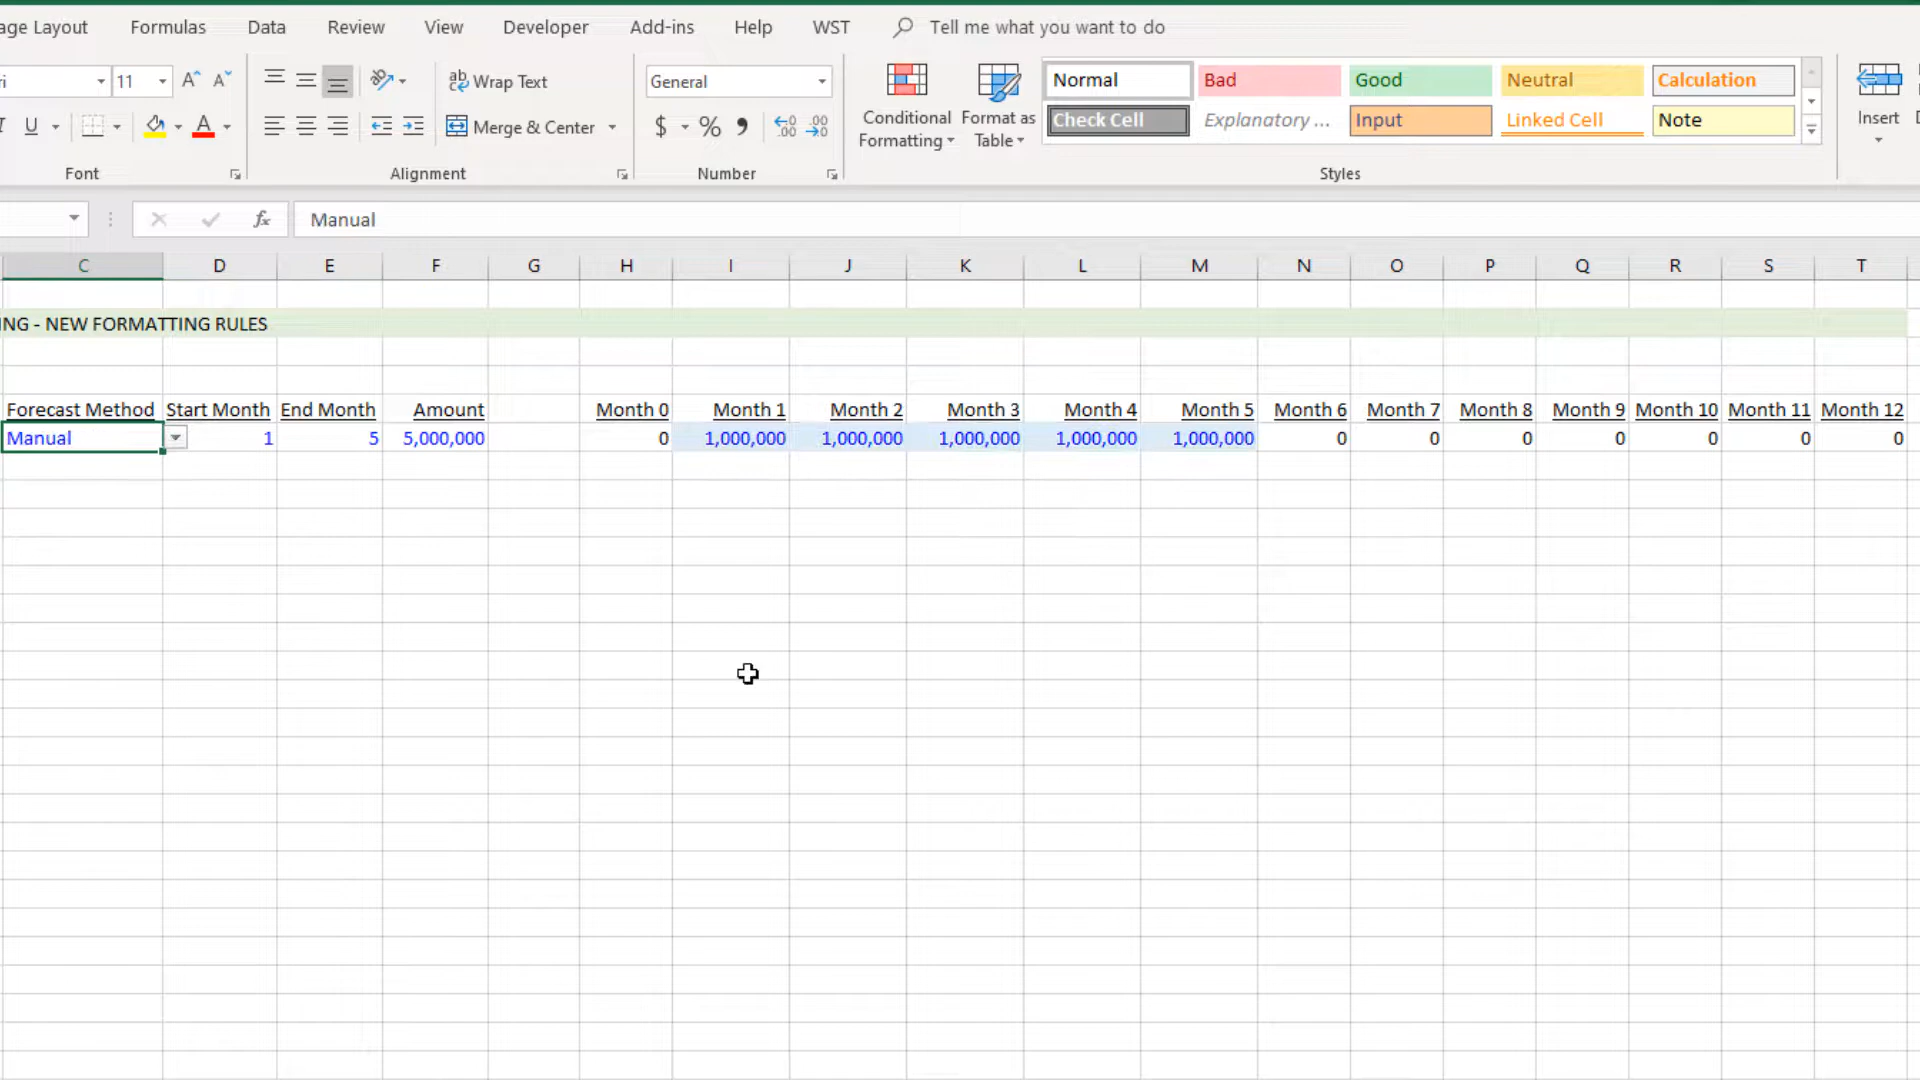 age Layout Formulas Data Review View Developer Add-ins Help WST Tell me what you want to do
ri 11 A A ab Wrap Text General Normal Bad Good Neutral Calculation
I U A Merge & Center $ % , .00 .00 Conditional Formatting Format as Table Check Cell Explanatory ... Input Linked Cell Note Insert
Font Alignment Number Styles
fx Manual
C D E F G H I J K L M N O P Q R S T
ING - NEW FORMATTING RULES
Forecast Method Start Month End Month Amount Month 0 Month 1 Month 2 Month 3 Month 4 Month 5 Month 6 Month 7 Month 8 Month 9 Month 10 Month 11 Month 12
Manual 1 5 5,000,000 0 1,000,000 1,000,000 1,000,000 1,000,000 1,000,000 0 0 0 0 0 0 0